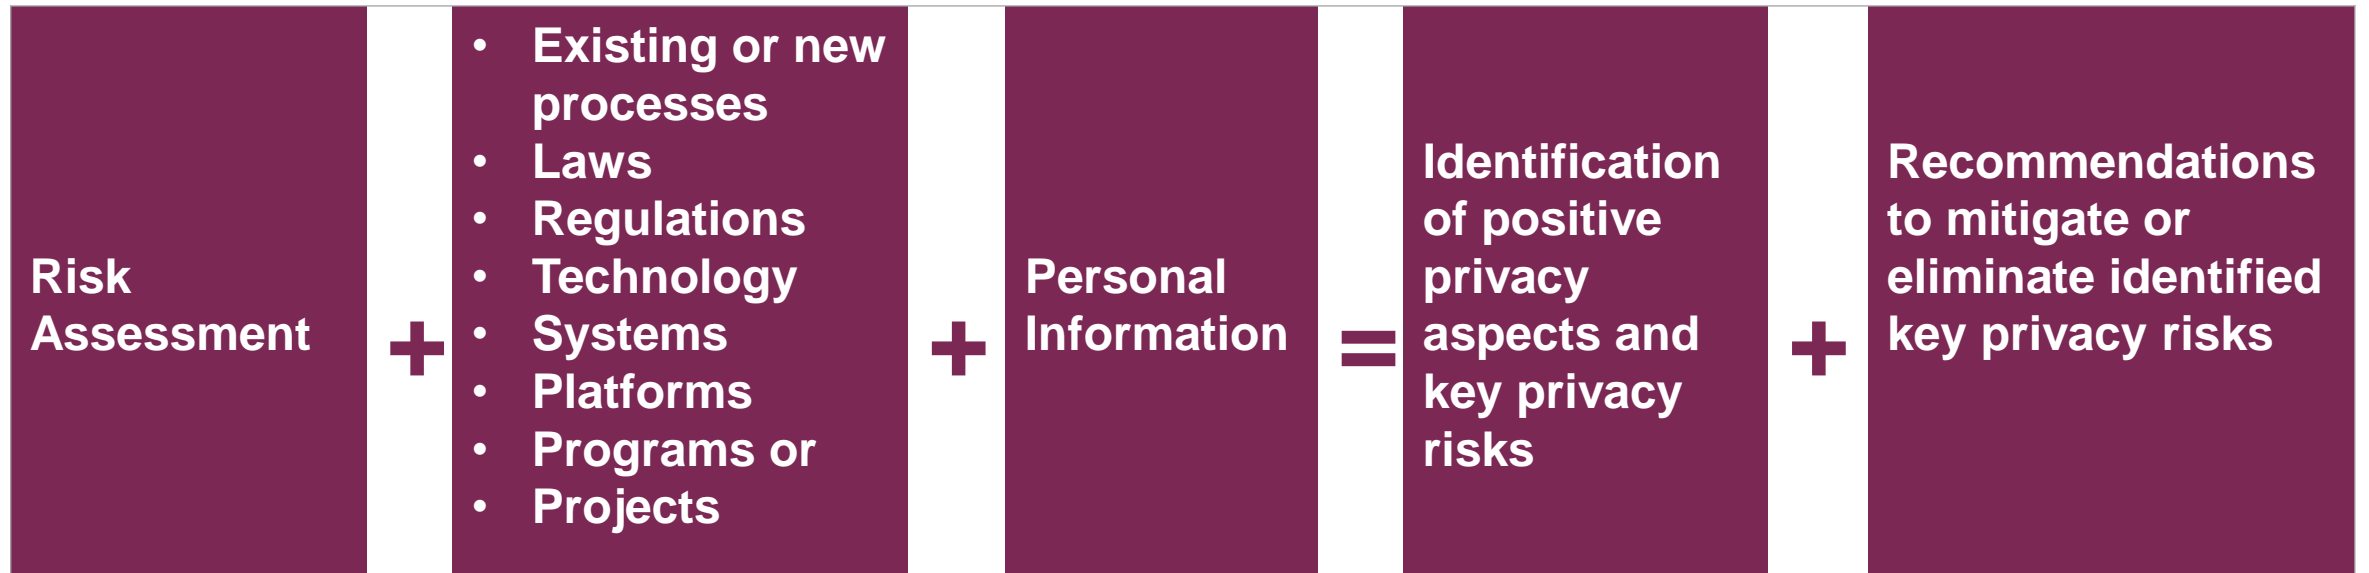 Risk
Assessment
+
• Existing or new
processes
• Laws
• Regulations
• Technology
• Systems
• Platforms
• Programs or
• Projects
+
Personal
Information
=
Identification
of positive
privacy
aspects and
key privacy
risks
+
Recommendations
to mitigate or
eliminate identified
key privacy risks